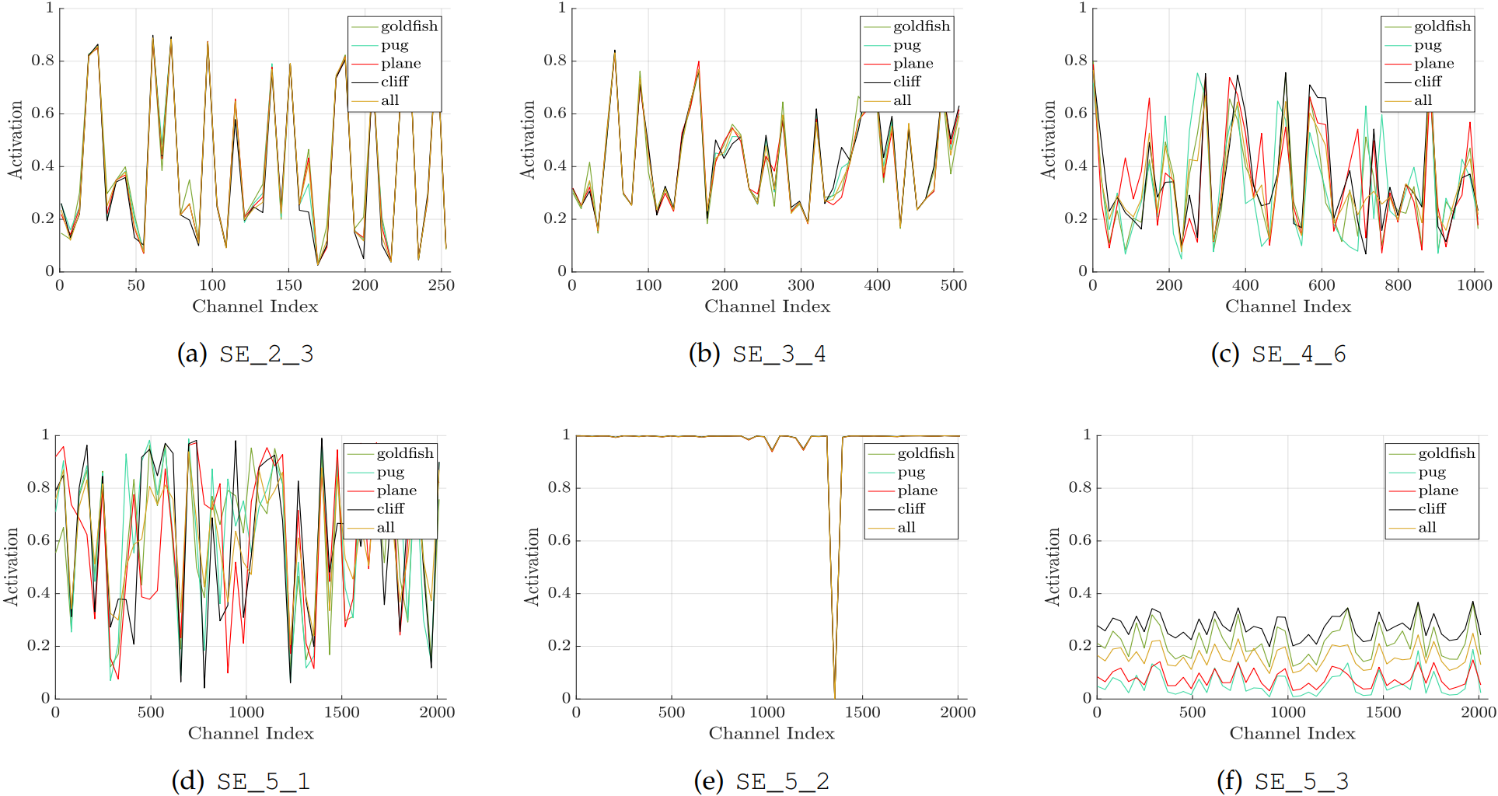 Activation
1
0.8
0.6
0.4
0.2
0
0 50 100 150 200 250
Channel Index
goldfish
pug
plane
cliff
all
(a) SE_2_3
Activation
1
0.8
0.6
0.4
0.2
0
0 100 200 300 400 500
Channel Index
goldfish
pug
plane
cliff
all
(b) SE_3_4
Activation
1
0.8
0.6
0.4
0.2
0
0 200 400 600 800 1000
Channel Index
goldfish
pug
plane
cliff
all
(c) SE_4_6
Activation
1
0.8
0.6
0.4
0.2
0
0 500 1000 1500 2000
Channel Index
goldfish
pug
plane
cliff
all
(d) SE_5_1
Activation
1
0.8
0.6
0.4
0.2
0
0 500 1000 1500 2000
Channel Index
goldfish
pug
plane
cliff
all
(e) SE_5_2
Activation
1
0.8
0.6
0.4
0.2
0
0 500 1000 1500 2000
Channel Index
goldfish
pug
plane
cliff
all
(f) SE_5_3